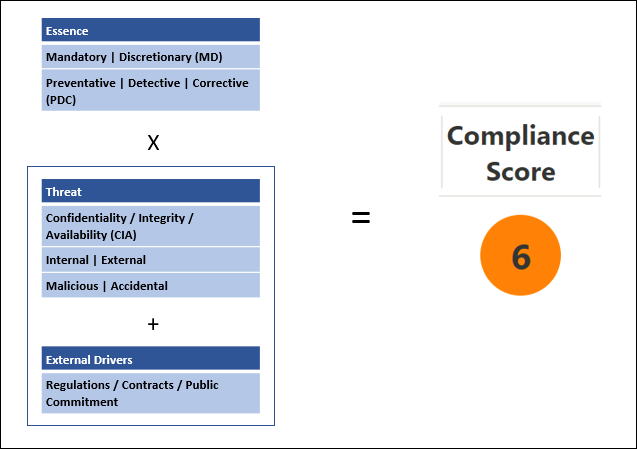 Essence
Mandatory | Discretionary (MD)
Preventative | Detective | Corrective
(PDC)
X
Threat
Confidentiality / Integrity /
Availability (CIA)
Internal | External
Malicious | Accidental
+
External Drivers
Regulations / Contracts / Public
Commitment
=
Compliance
Score
6